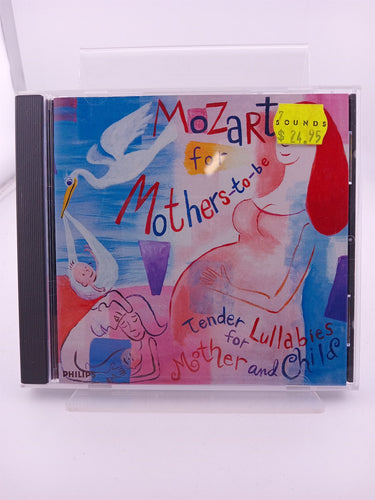 Mozart
for
Mothers-to-be
SOUNDS
$24.95
Tender Lullabies
for
Mother and Child
PHILIPS